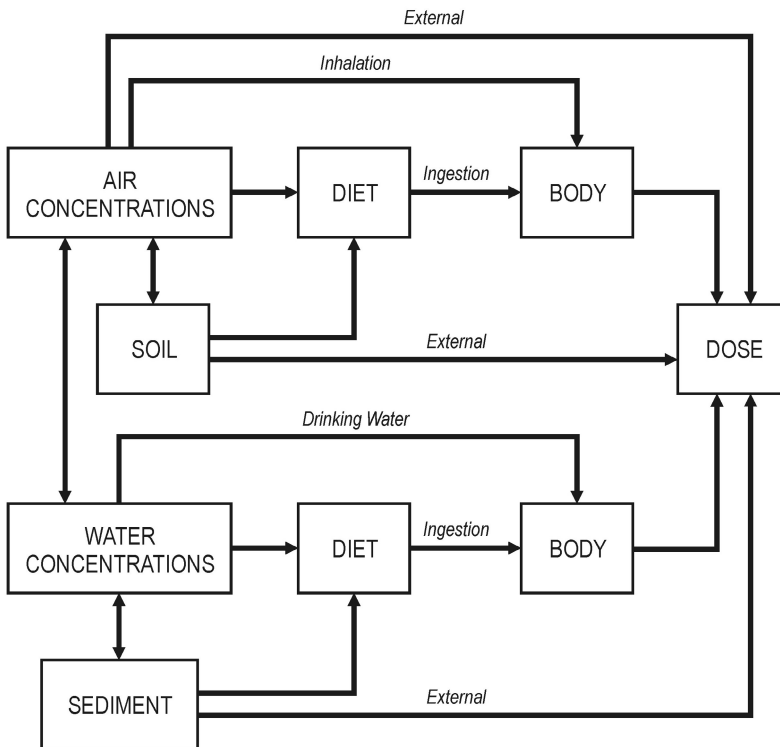 External
Inhalation
AIR
CONCENTRATIONS
DIET
Ingestion
BODY
SOIL
External
DOSE
Drinking Water
WATER
CONCENTRATIONS
DIET
Ingestion
BODY
SEDIMENT
External